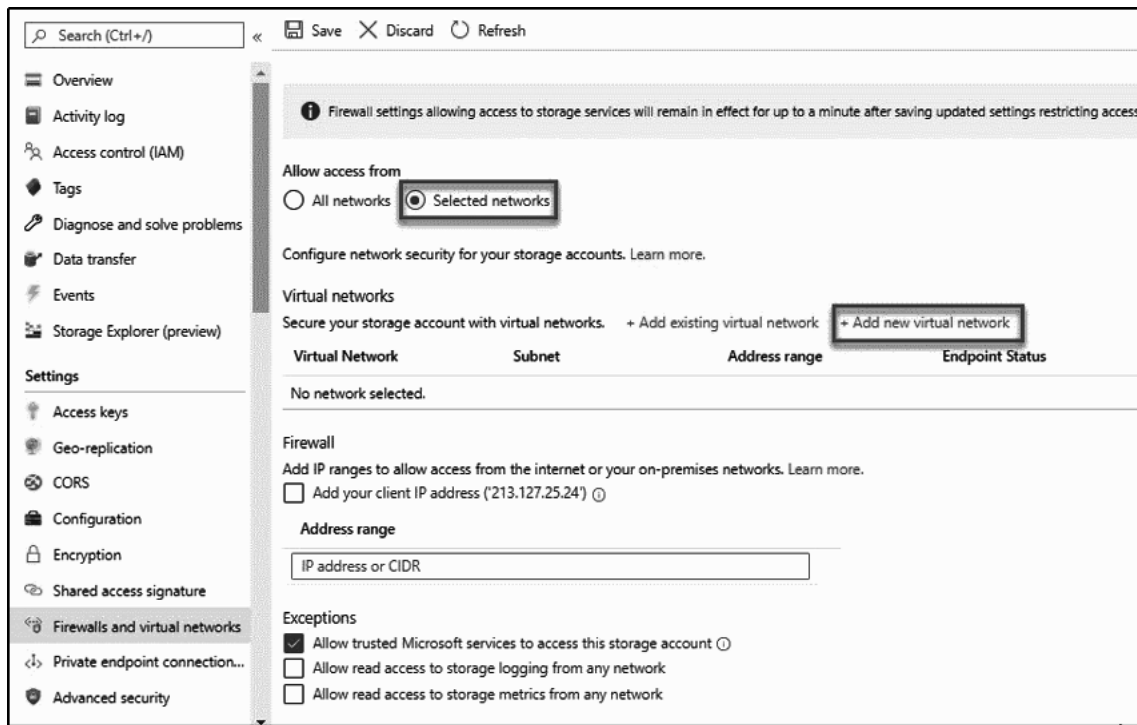 Search (Ctrl+/)
«
Save
Discard
Refresh
Overview
Activity log
Access control (IAM)
Tags
Diagnose and solve problems
Data transfer
Events
Storage Explorer (preview)
Settings
Access keys
Geo-replication
CORS
Configuration
Encryption
Shared access signature
Firewalls and virtual networks
Private endpoint connection...
Advanced security
Firewall settings allowing access to storage services will remain in effect for up to a minute after saving updated settings restricting access
Allow access from
All networks
Selected networks
Configure network security for your storage accounts. Learn more.
Virtual networks
Secure your storage account with virtual networks. + Add existing virtual network + Add new virtual network
Virtual Network Subnet Address range Endpoint Status
No network selected.
Firewall
Add IP ranges to allow access from the internet or your on-premises networks. Learn more.
Add your client IP address ('213.127.25.24')
Address range
IP address or CIDR
Exceptions
Allow trusted Microsoft services to access this storage account
Allow read access to storage logging from any network
Allow read access to storage metrics from any network